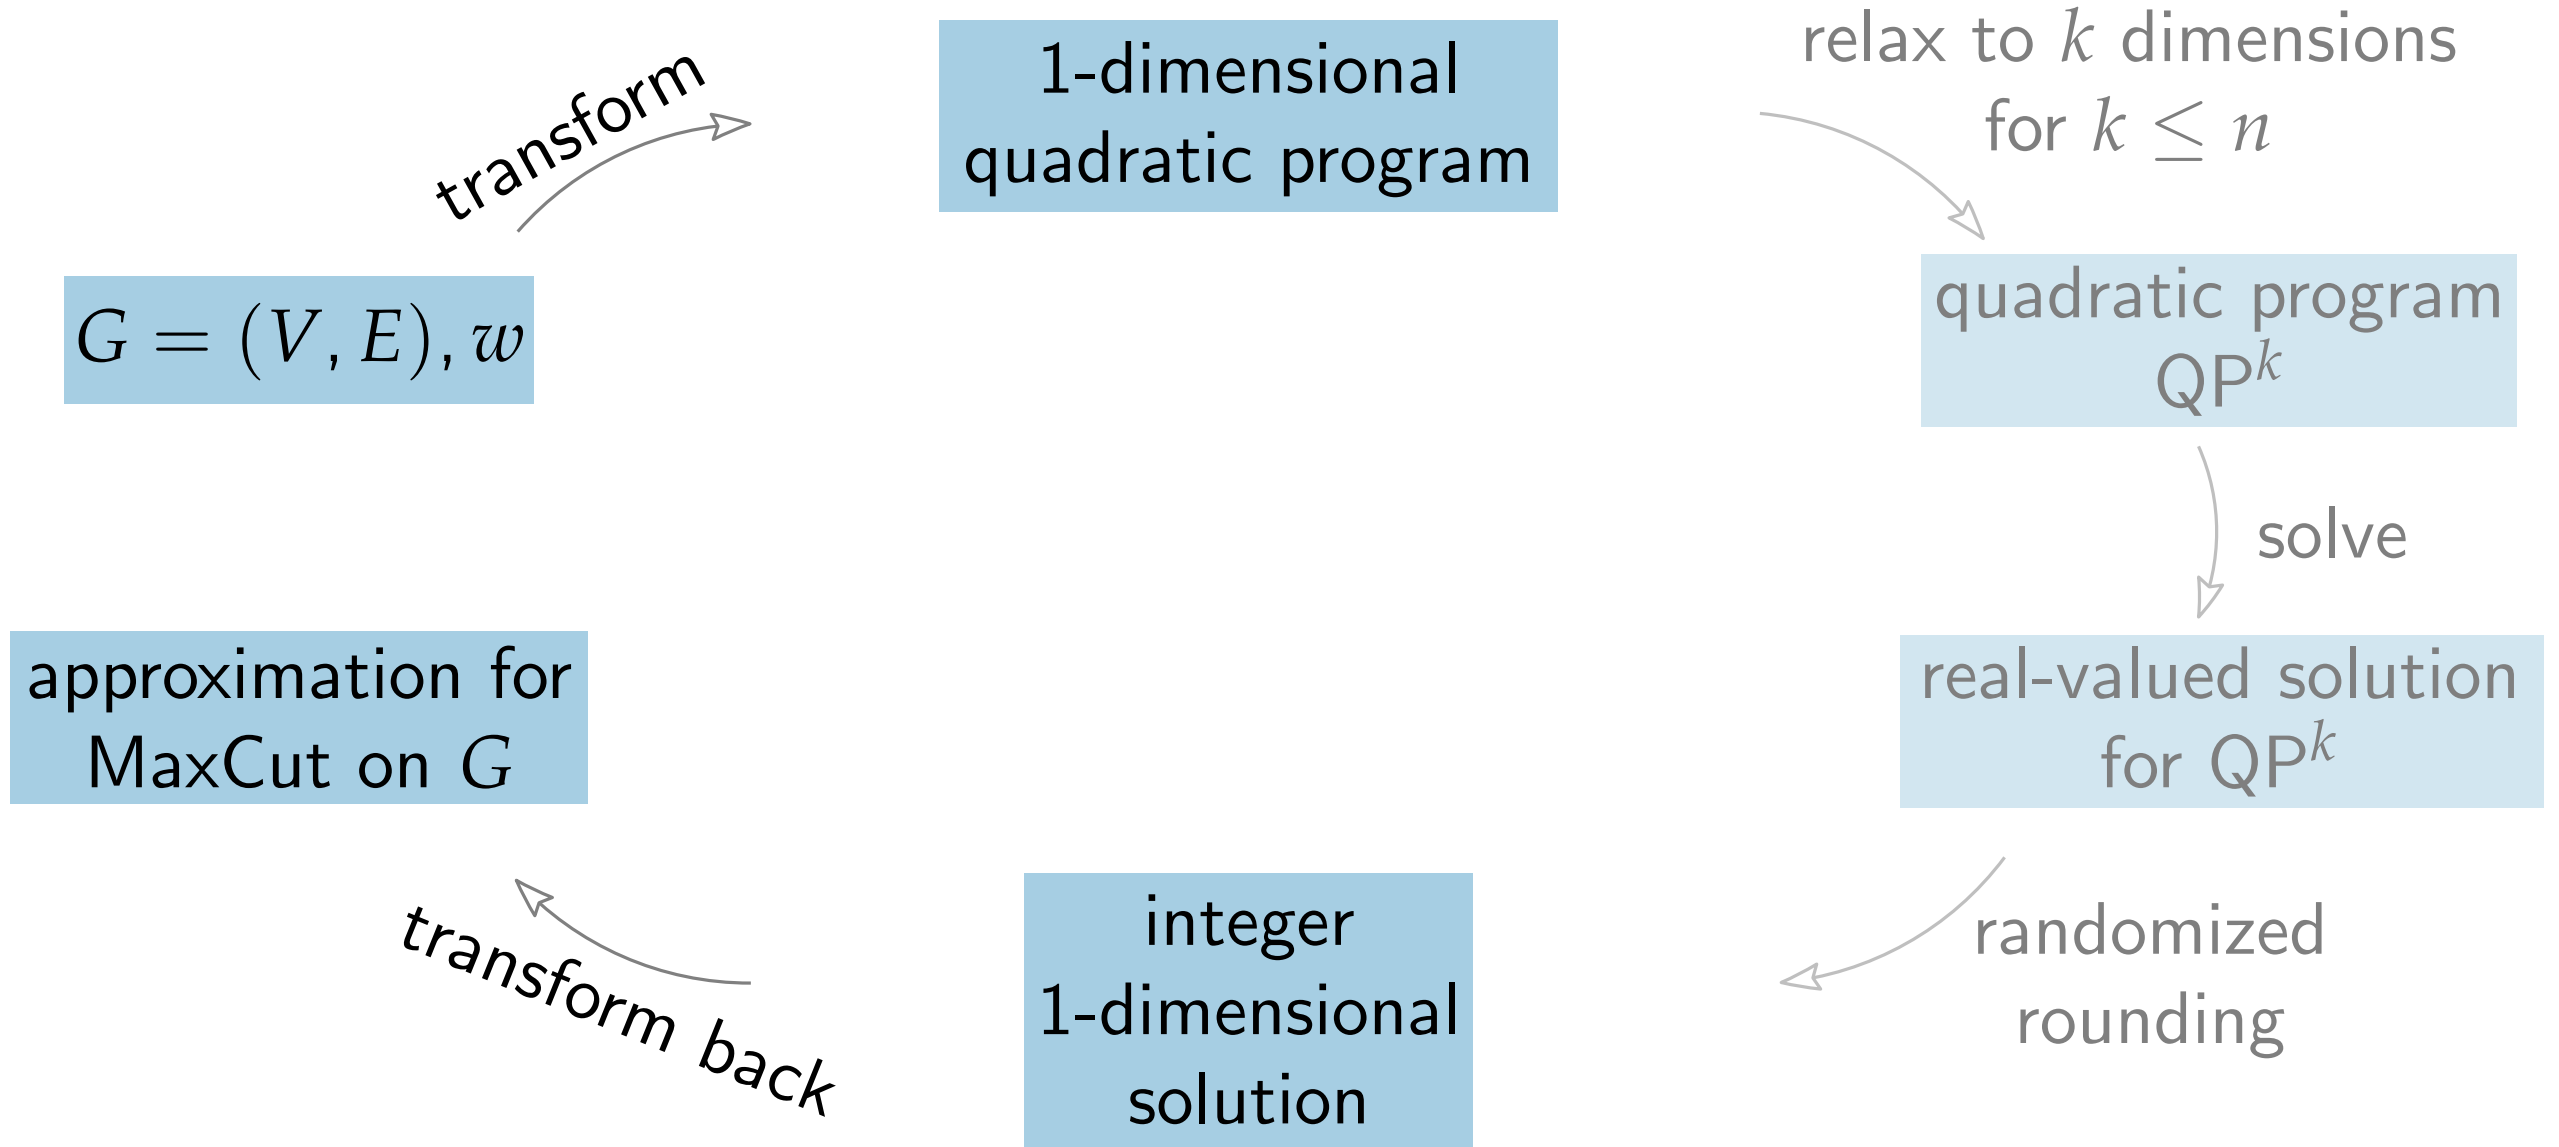 transform
1-dimensional
quadratic program
relax to k dimensions
for k ≤ n
G = (V, E), w
quadratic program
QP^k
solve
approximation for
MaxCut on G
real-valued solution
for QP^k
transform back
integer
1-dimensional
solution
randomized
rounding